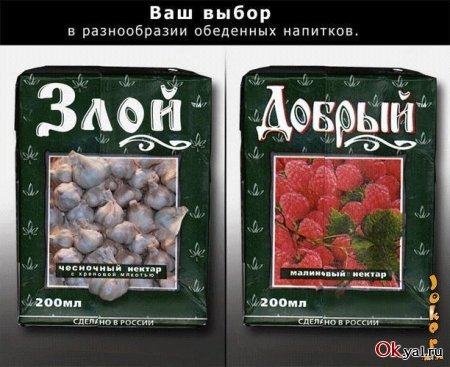 Ваш выбор
в разнообразии обеденных напитков.
Злой
чесночный нектар
с хреновой мякотью
200мл
СДЕЛАНО В РОССИИ
Добрый
малиновый нектар
200мл
СДЕЛАНО В РОССИИ
Okyal.ru